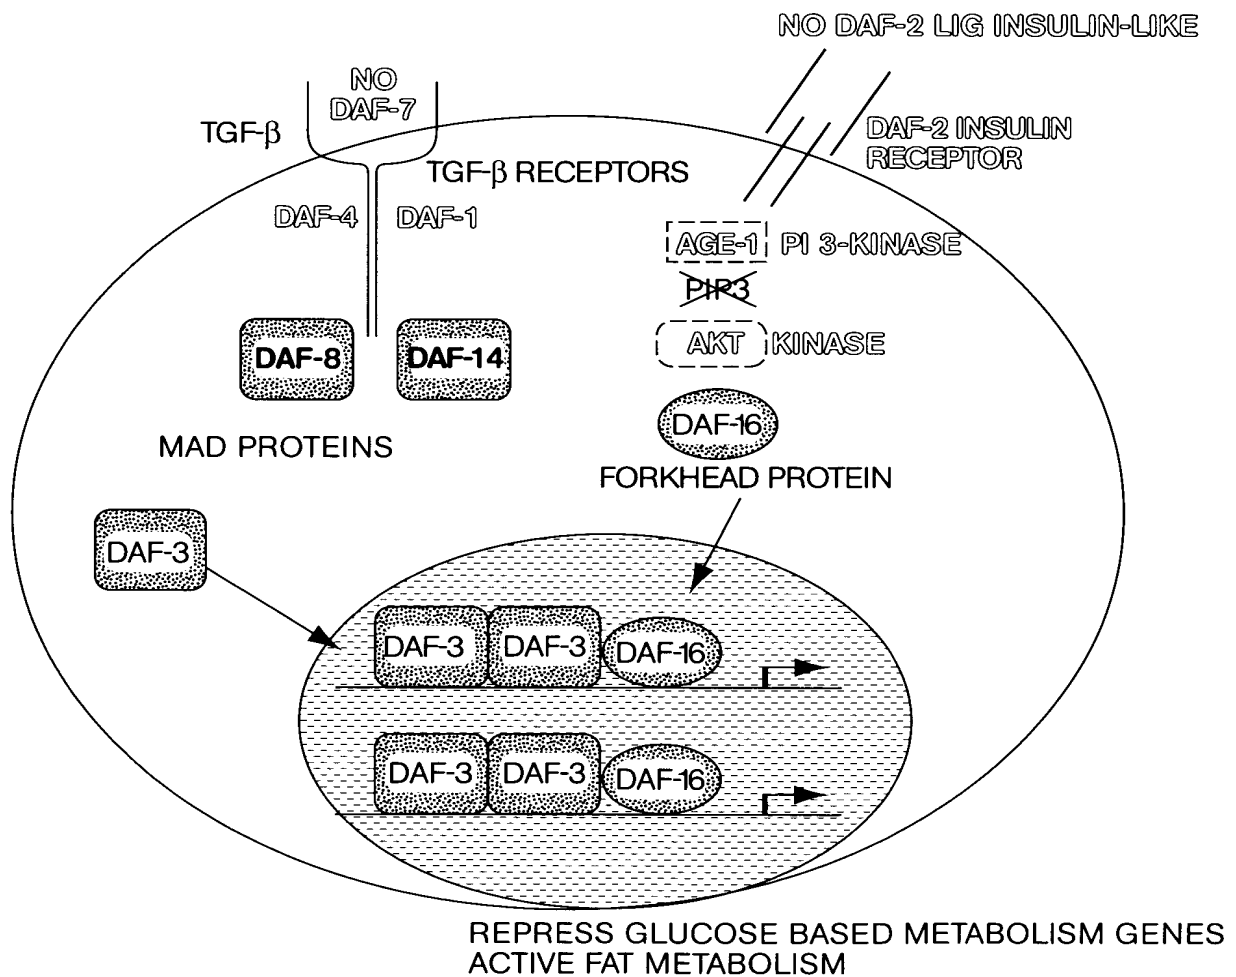 NO DAF-2 LIG INSULIN-LIKE
NO
DAF-7
TGF-β
DAF-2 INSULIN
RECEPTOR
TGF-β RECEPTORS
DAF-4
DAF-1
AGE-1 PI 3-KINASE
PIP3
AKT KINASE
DAF-8
DAF-14
DAF-16
MAD PROTEINS
FORKHEAD PROTEIN
DAF-3
DAF-3 DAF-3 DAF-16
DAF-3 DAF-3 DAF-16
REPRESS GLUCOSE BASED METABOLISM GENES
ACTIVE FAT METABOLISM